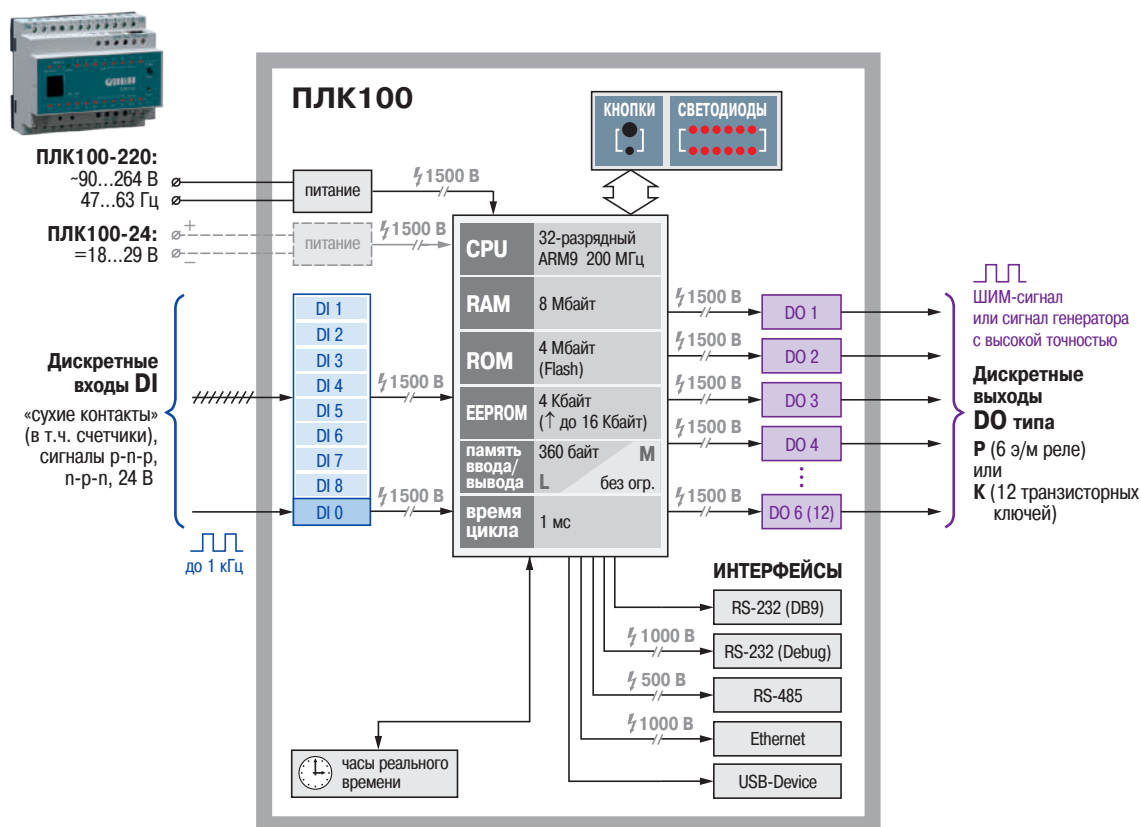 ОВЕН
ПЛК100
КНОПКИ
СВЕТОДИОДЫ
ПЛК100-220:
~90...264 В
47...63 Гц
питание
1500 В
ПЛК100-24:
=18...29 В
+
−
питание
1500 В
Дискретные
входы DI
«сухие контакты»
(в т.ч. счетчики),
сигналы p-n-p,
n-p-n, 24 В
до 1 кГц
DI 1
DI 2
DI 3
DI 4
DI 5
DI 6
DI 7
DI 8
DI 0
1500 В
1500 В
CPU
32-разрядный
ARM9 200 МГц
RAM
8 Мбайт
ROM
4 Мбайт
(Flash)
EEPROM
4 Кбайт
(↑ до 16 Кбайт)
память
ввода/
вывода
360 байт
L
M
без огр.
время
цикла
1 мс
1500 В
DO 1
1500 В
DO 2
1500 В
DO 3
1500 В
DO 4
1500 В
DO 6 (12)
ШИМ-сигнал
или сигнал генератора
с высокой точностью
Дискретные
выходы
DO типа
Р (6 э/м реле)
или
К (12 транзисторных
ключей)
ИНТЕРФЕЙСЫ
RS-232 (DB9)
1000 В
RS-232 (Debug)
500 В
RS-485
1000 В
Ethernet
USB-Device
часы реального
времени